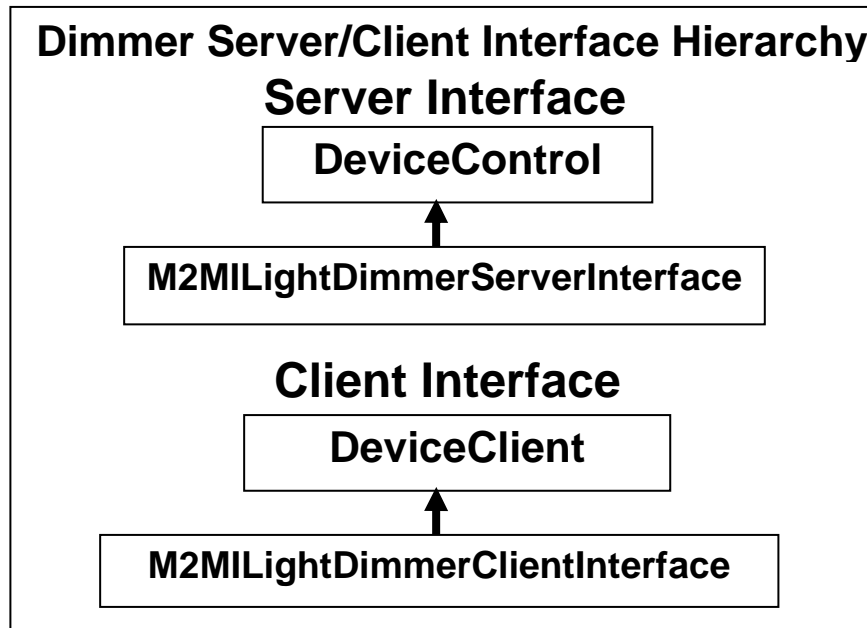 Dimmer Server/Client Interface Hierarchy
Server Interface
DeviceControl
M2MILightDimmerServerInterface
Client Interface
DeviceClient
M2MILightDimmerClientInterface